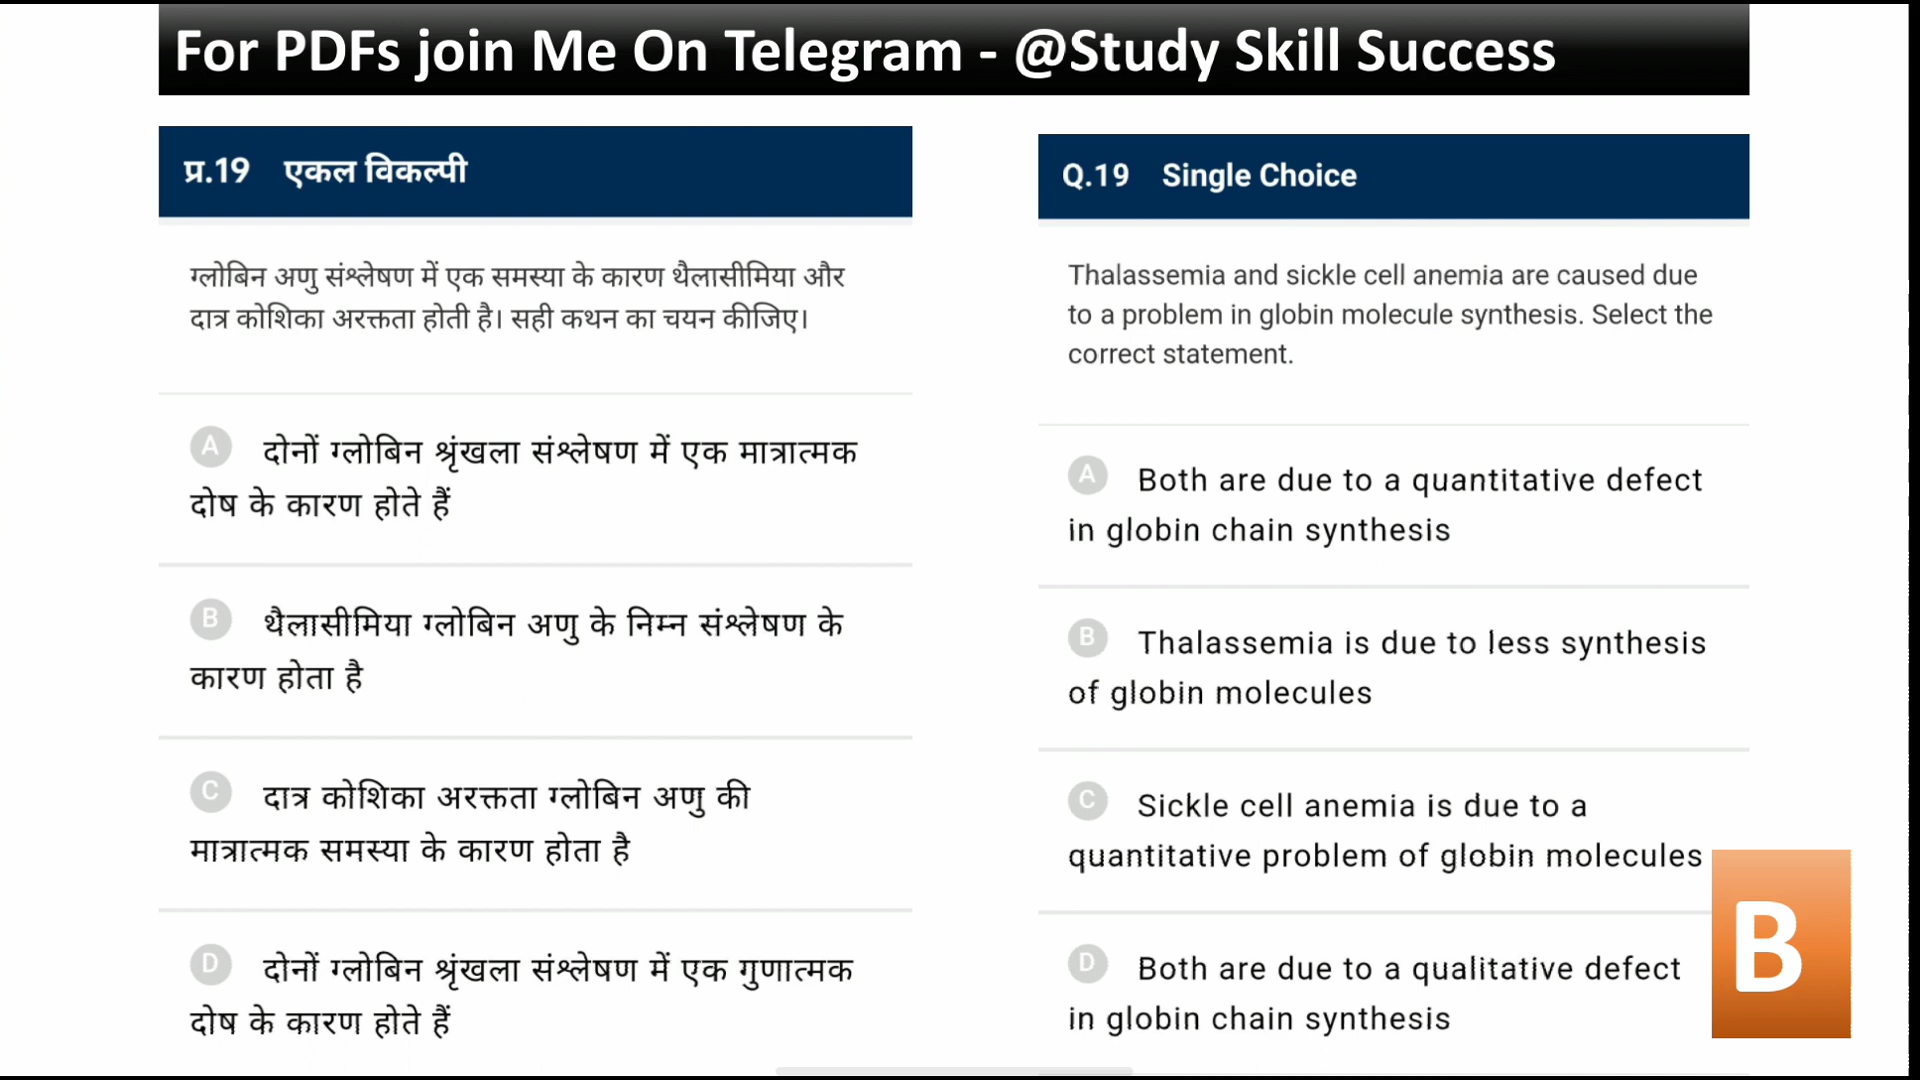 For PDFs join Me On Telegram - @Study Skill Success
प्र.19 एकल विकल्पी
ग्लोबिन अणु संश्लेषण में एक समस्या के कारण थैलासीमिया और
दात्र कोशिका अरक्तता होती है। सही कथन का चयन कीजिए।
A दोनों ग्लोबिन श्रृंखला संश्लेषण में एक मात्रात्मक
दोष के कारण होते हैं
B थैलासीमिया ग्लोबिन अणु के निम्न संश्लेषण के
कारण होता है
C दात्र कोशिका अरक्तता ग्लोबिन अणु की
मात्रात्मक समस्या के कारण होता है
D दोनों ग्लोबिन श्रृंखला संश्लेषण में एक गुणात्मक
दोष के कारण होते हैं
Q.19 Single Choice
Thalassemia and sickle cell anemia are caused due
to a problem in globin molecule synthesis. Select the
correct statement.
A Both are due to a quantitative defect
in globin chain synthesis
B Thalassemia is due to less synthesis
of globin molecules
C Sickle cell anemia is due to a
quantitative problem of globin molecules
D Both are due to a qualitative defect
in globin chain synthesis
B